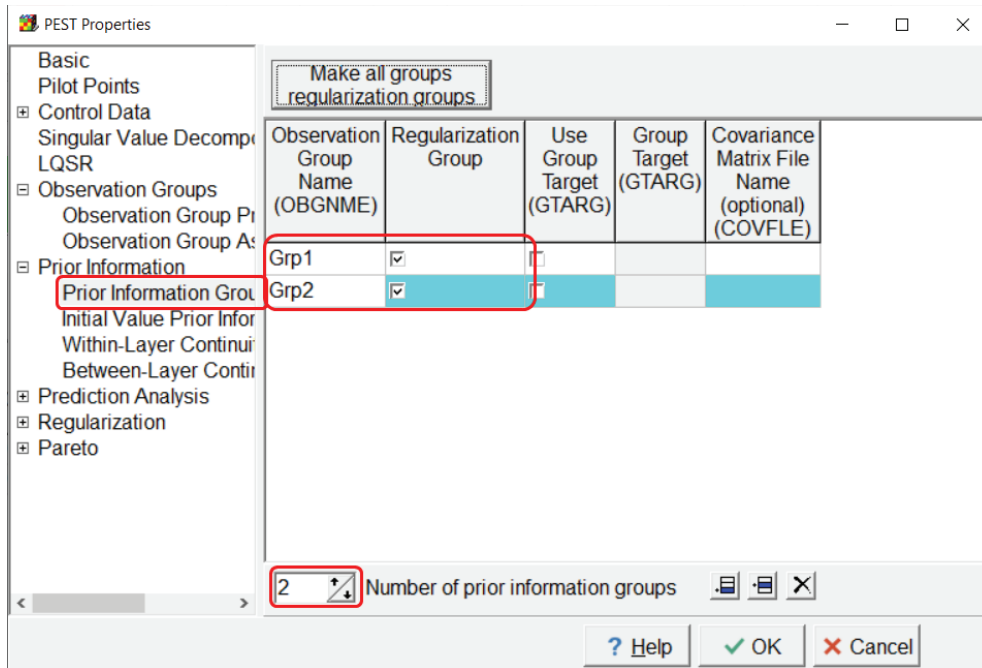 PEST Properties
Basic
Pilot Points
Control Data
Singular Value Decompo
LQSR
Observation Groups
Observation Group Pr
Observation Group As
Prior Information
Prior Information Grou
Initial Value Prior Infor
Within-Layer Continuit
Between-Layer Contin
Prediction Analysis
Regularization
Pareto
Make all groups
regularization groups
Observation
Group
Name
(OBGNME)
Regularization
Group
Use
Group
Target
(GTARG)
Group
Target
(GTARG)
Covariance
Matrix File
Name
(optional)
(COVFLE)
Grp1
Grp2
2 Number of prior information groups
? Help
OK
Cancel